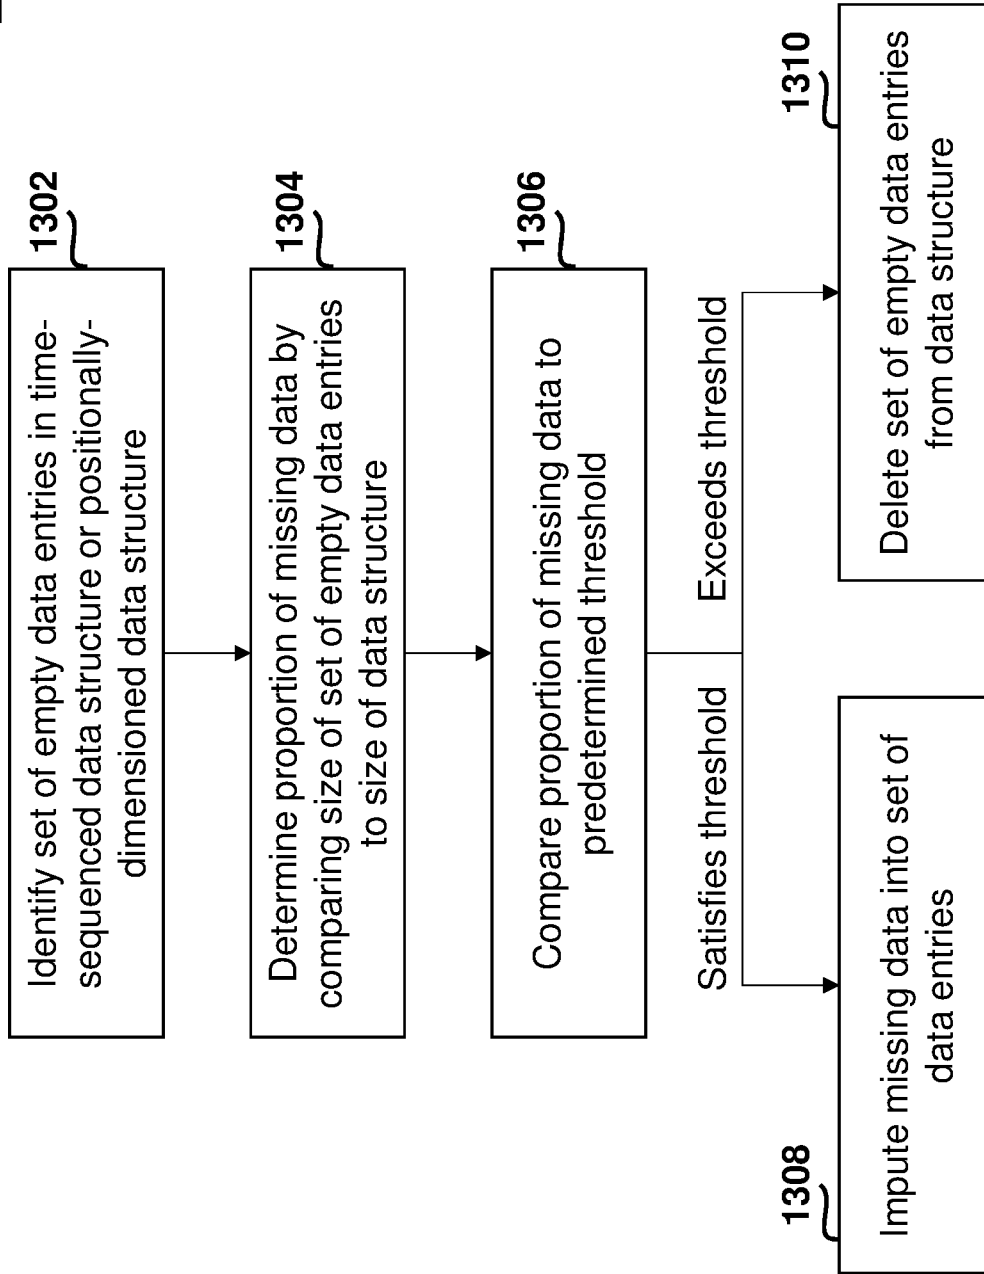 1302
Identify set of empty data entries in time-
sequenced data structure or positionally-
dimensioned data structure
1304
Determine proportion of missing data by
comparing size of set of empty data entries
to size of data structure
1306
Compare proportion of missing data to
predetermined threshold
Satisfies threshold
Exceeds threshold
1308
Impute missing data into set of
data entries
1310
Delete set of empty data entries
from data structure